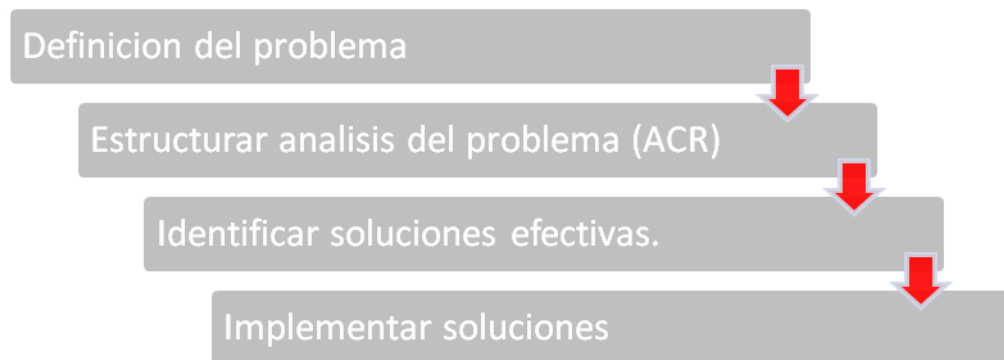 Definicion del problema
Estructurar analisis del problema (ACR)
Identificar soluciones efectivas.
Implementar soluciones